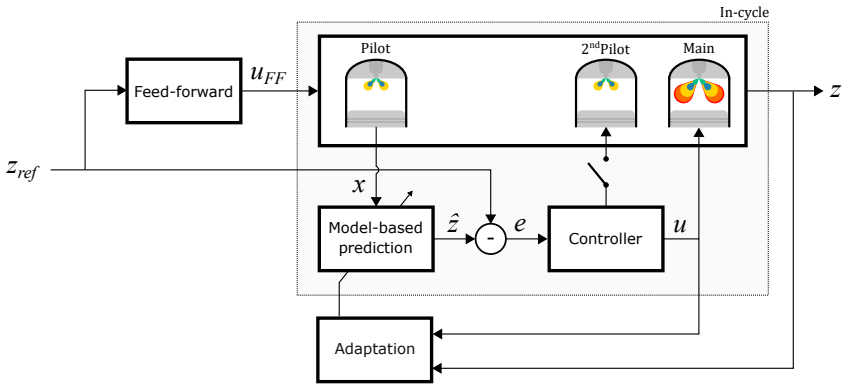 In-cycle
Pilot
2ndPilot
Main
Feed-forward
uFF
z
zref
x
Model-based
prediction
ẑ
-
e
Controller
u
Adaptation